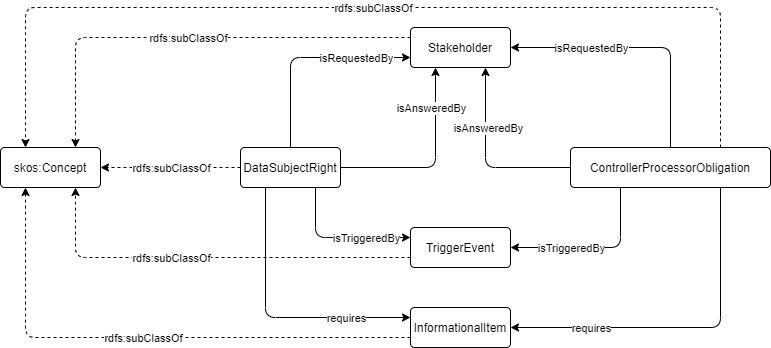 rdfs:subClassOf
rdfs:subClassOf
Stakeholder
isRequestedBy
isRequestedBy
isAnsweredBy
isAnsweredBy
skos:Concept
rdfs:subClassOf
DataSubjectRight
ControllerProcessorObligation
isTriggeredBy
TriggerEvent
isTriggeredBy
rdfs:subClassOf
requires
InformationalItem
requires
rdfs:subClassOf